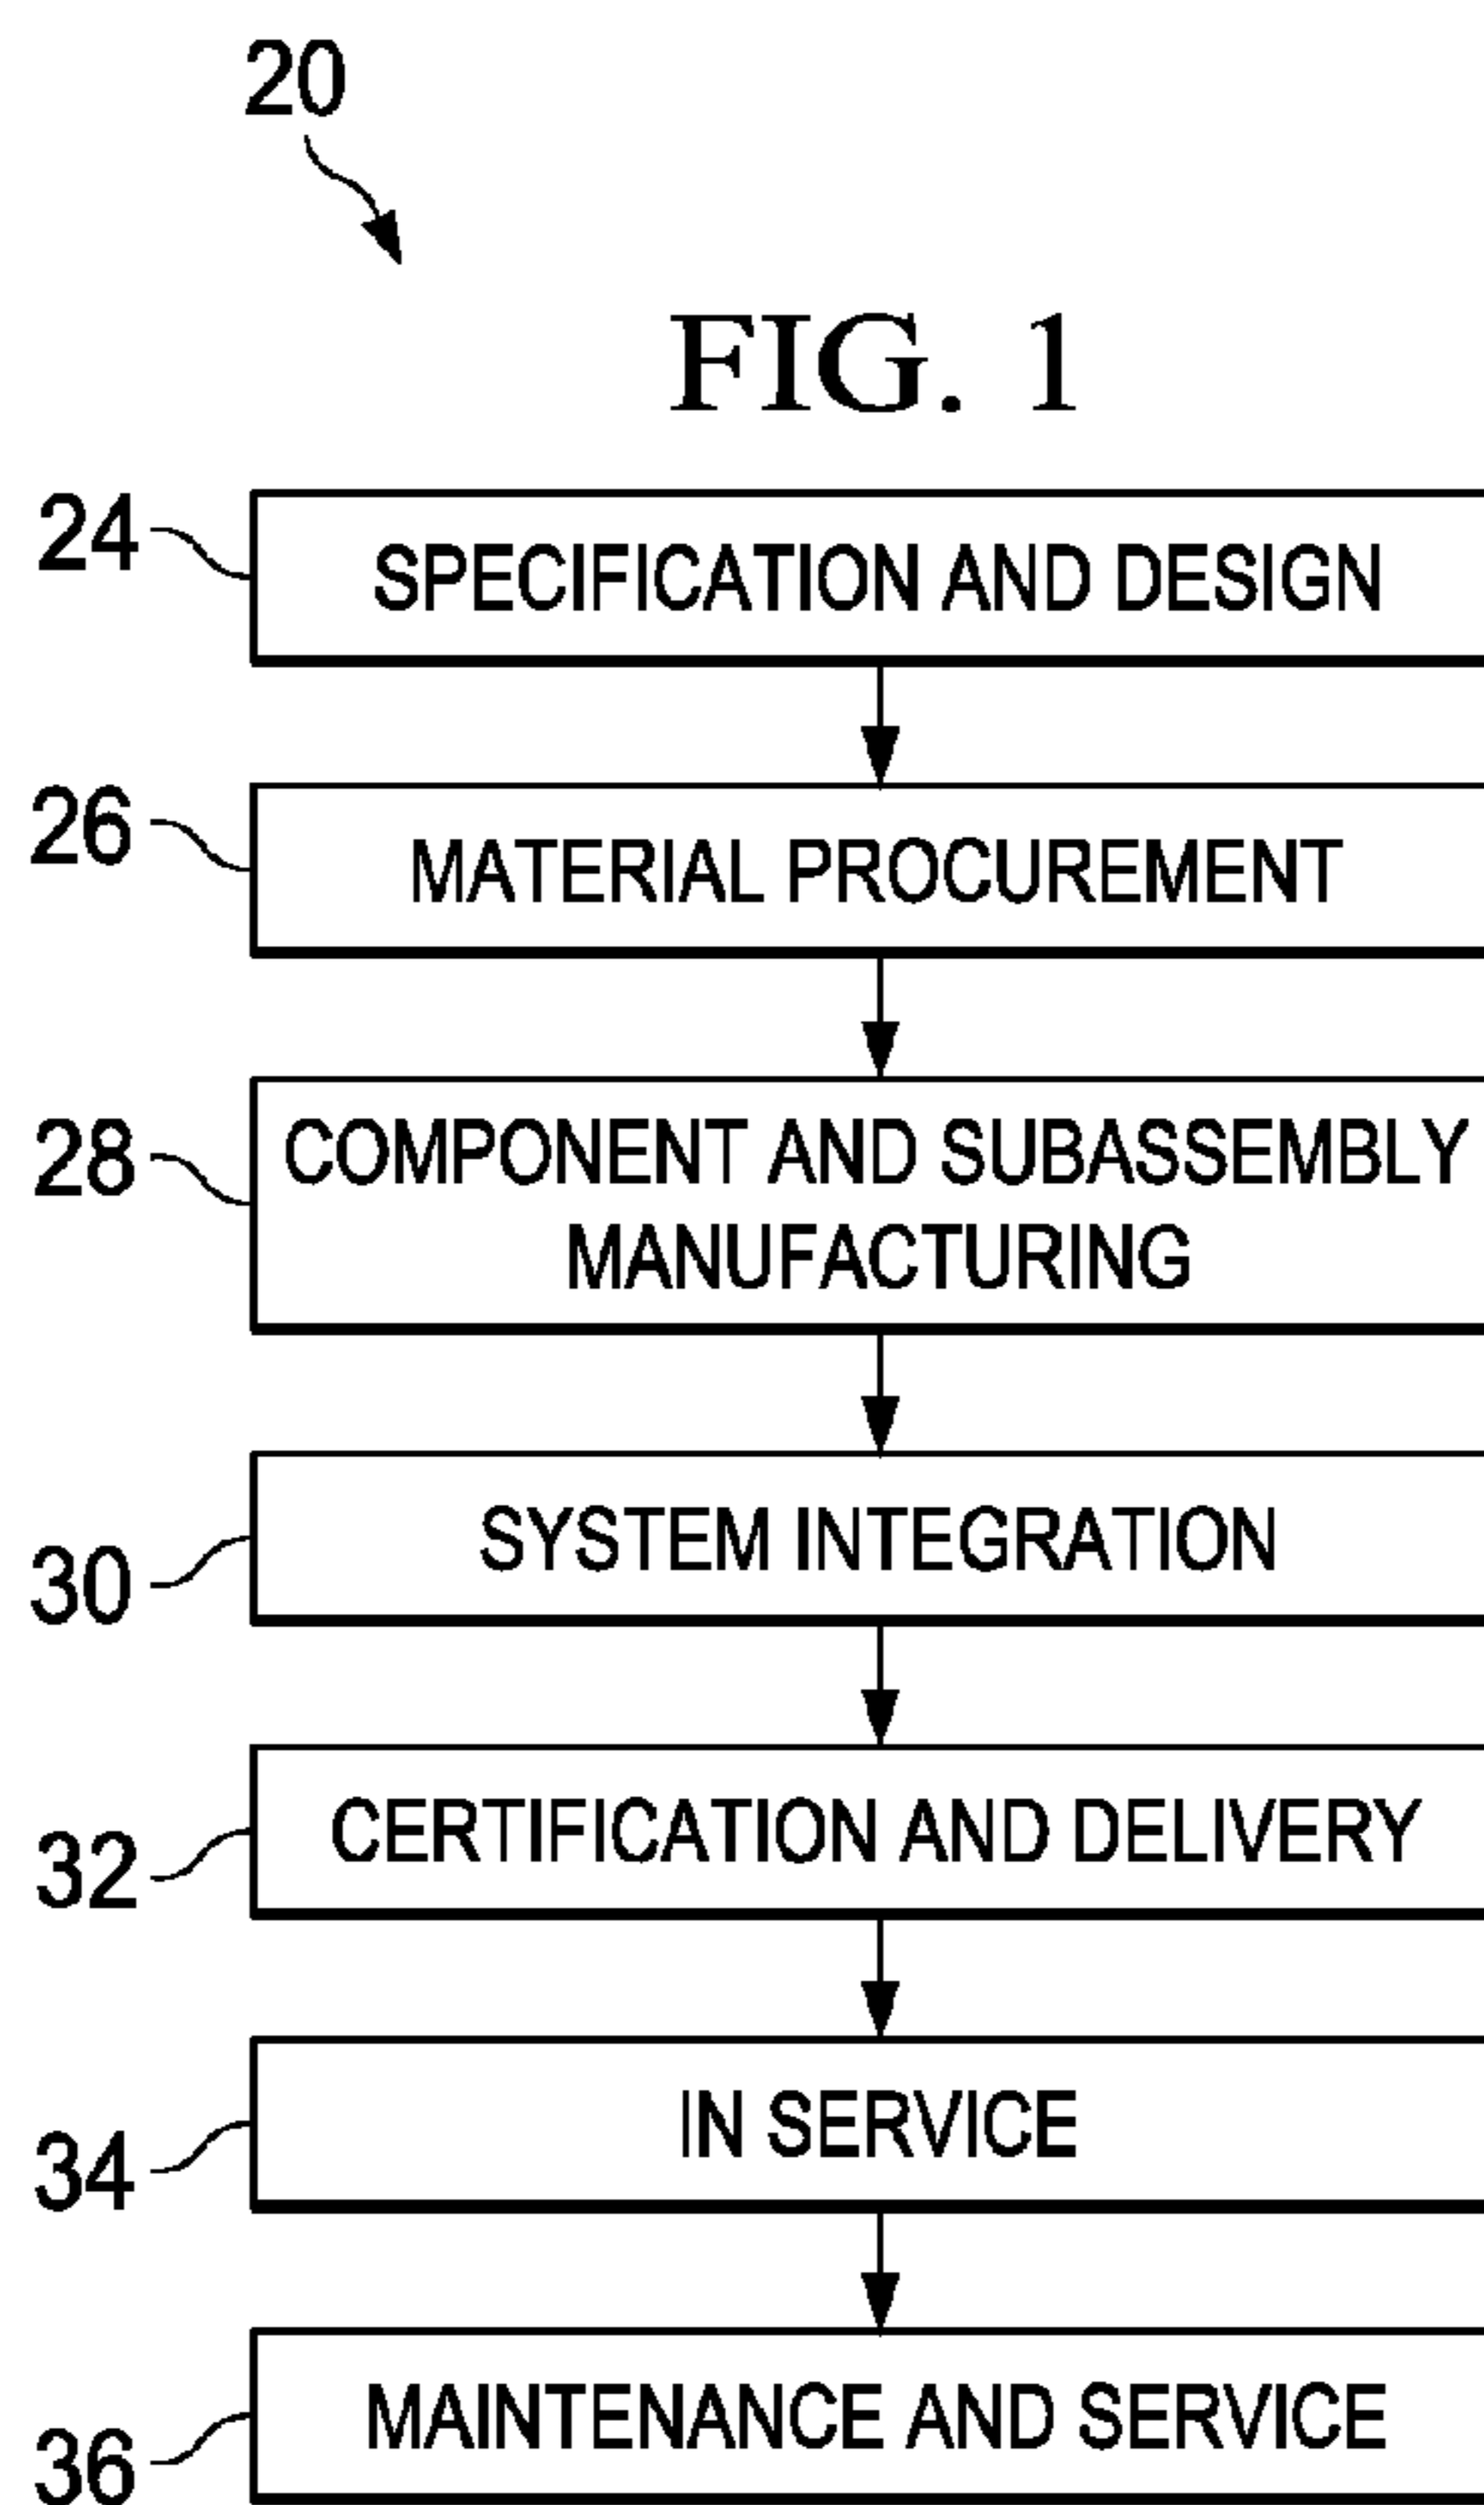 20
FIG. 1
24
SPECIFICATION AND DESIGN
26
MATERIAL PROCUREMENT
28
COMPONENT AND SUBASSEMBLY
MANUFACTURING
30
SYSTEM INTEGRATION
32
CERTIFICATION AND DELIVERY
34
IN SERVICE
36
MAINTENANCE AND SERVICE